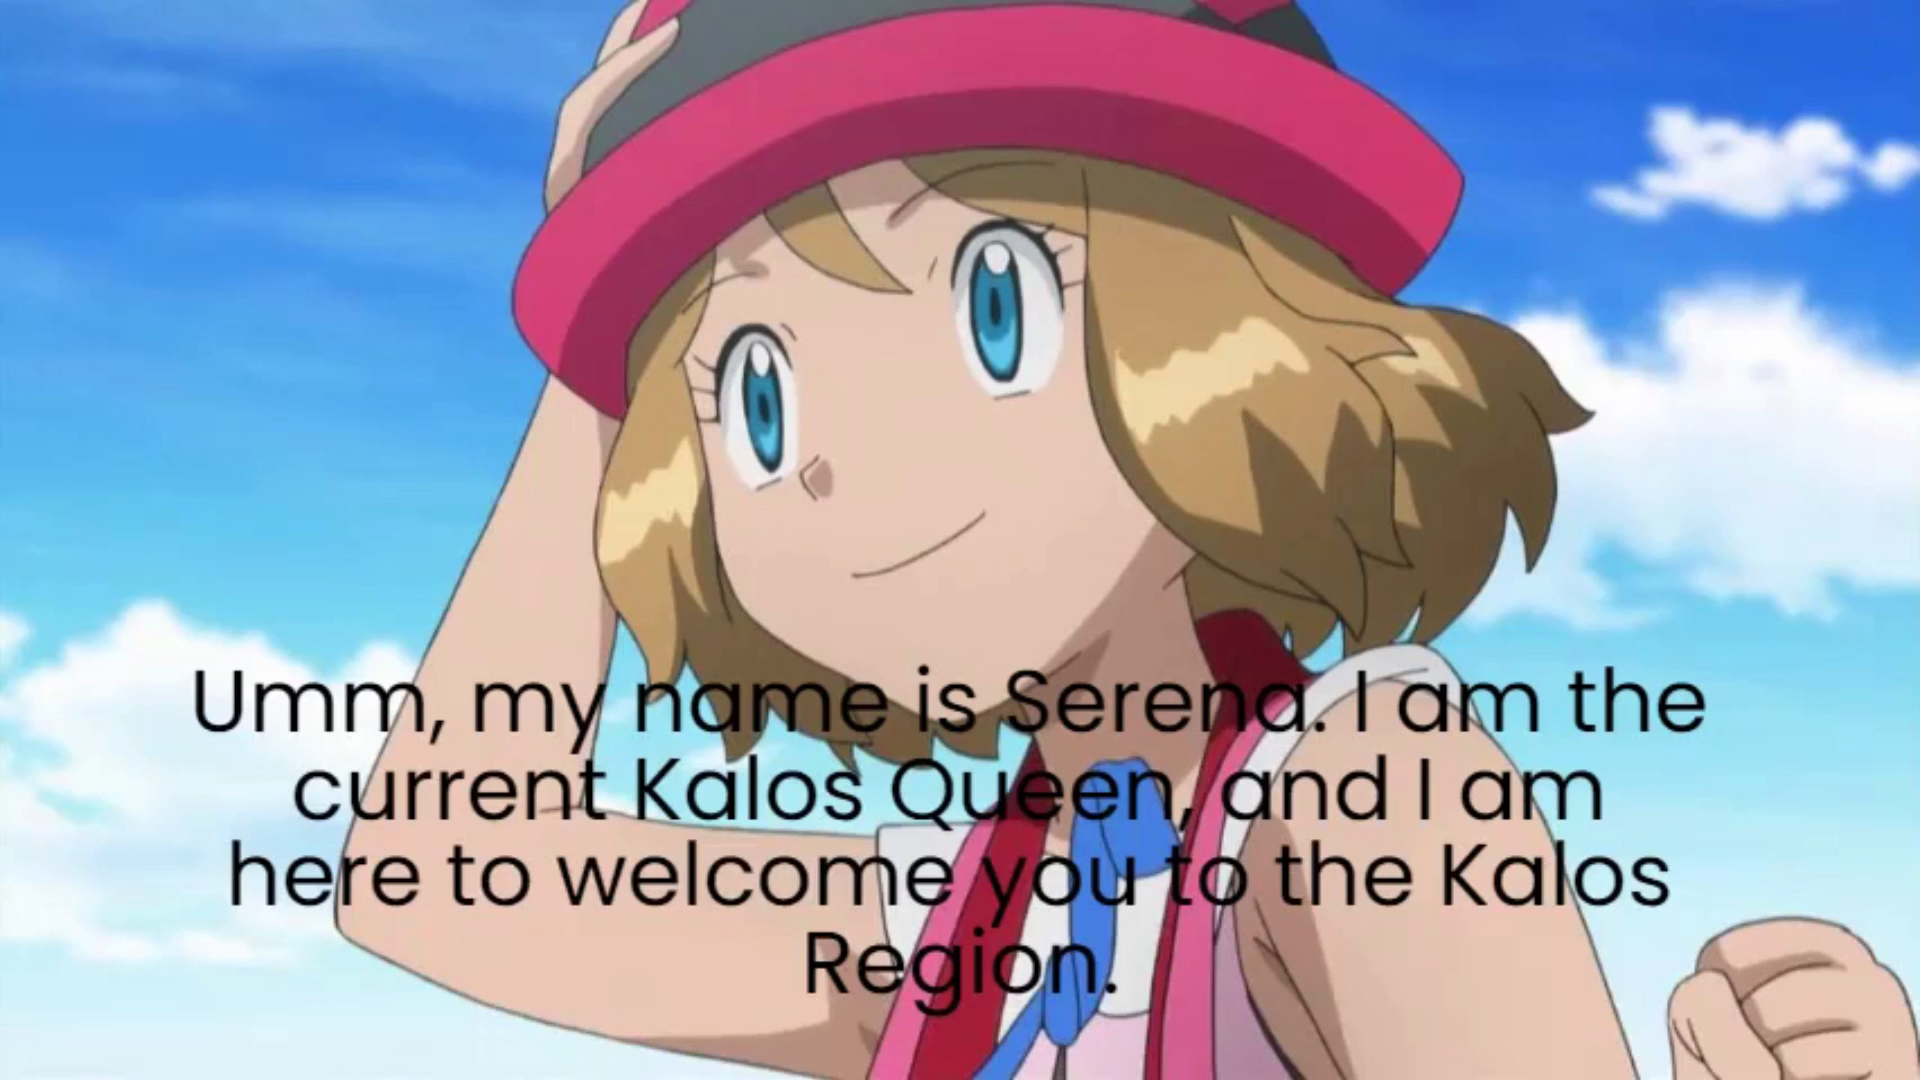 Umm, my name is Serena. I am the
current Kalos Queen, and I am
here to welcome you to the Kalos
Region.